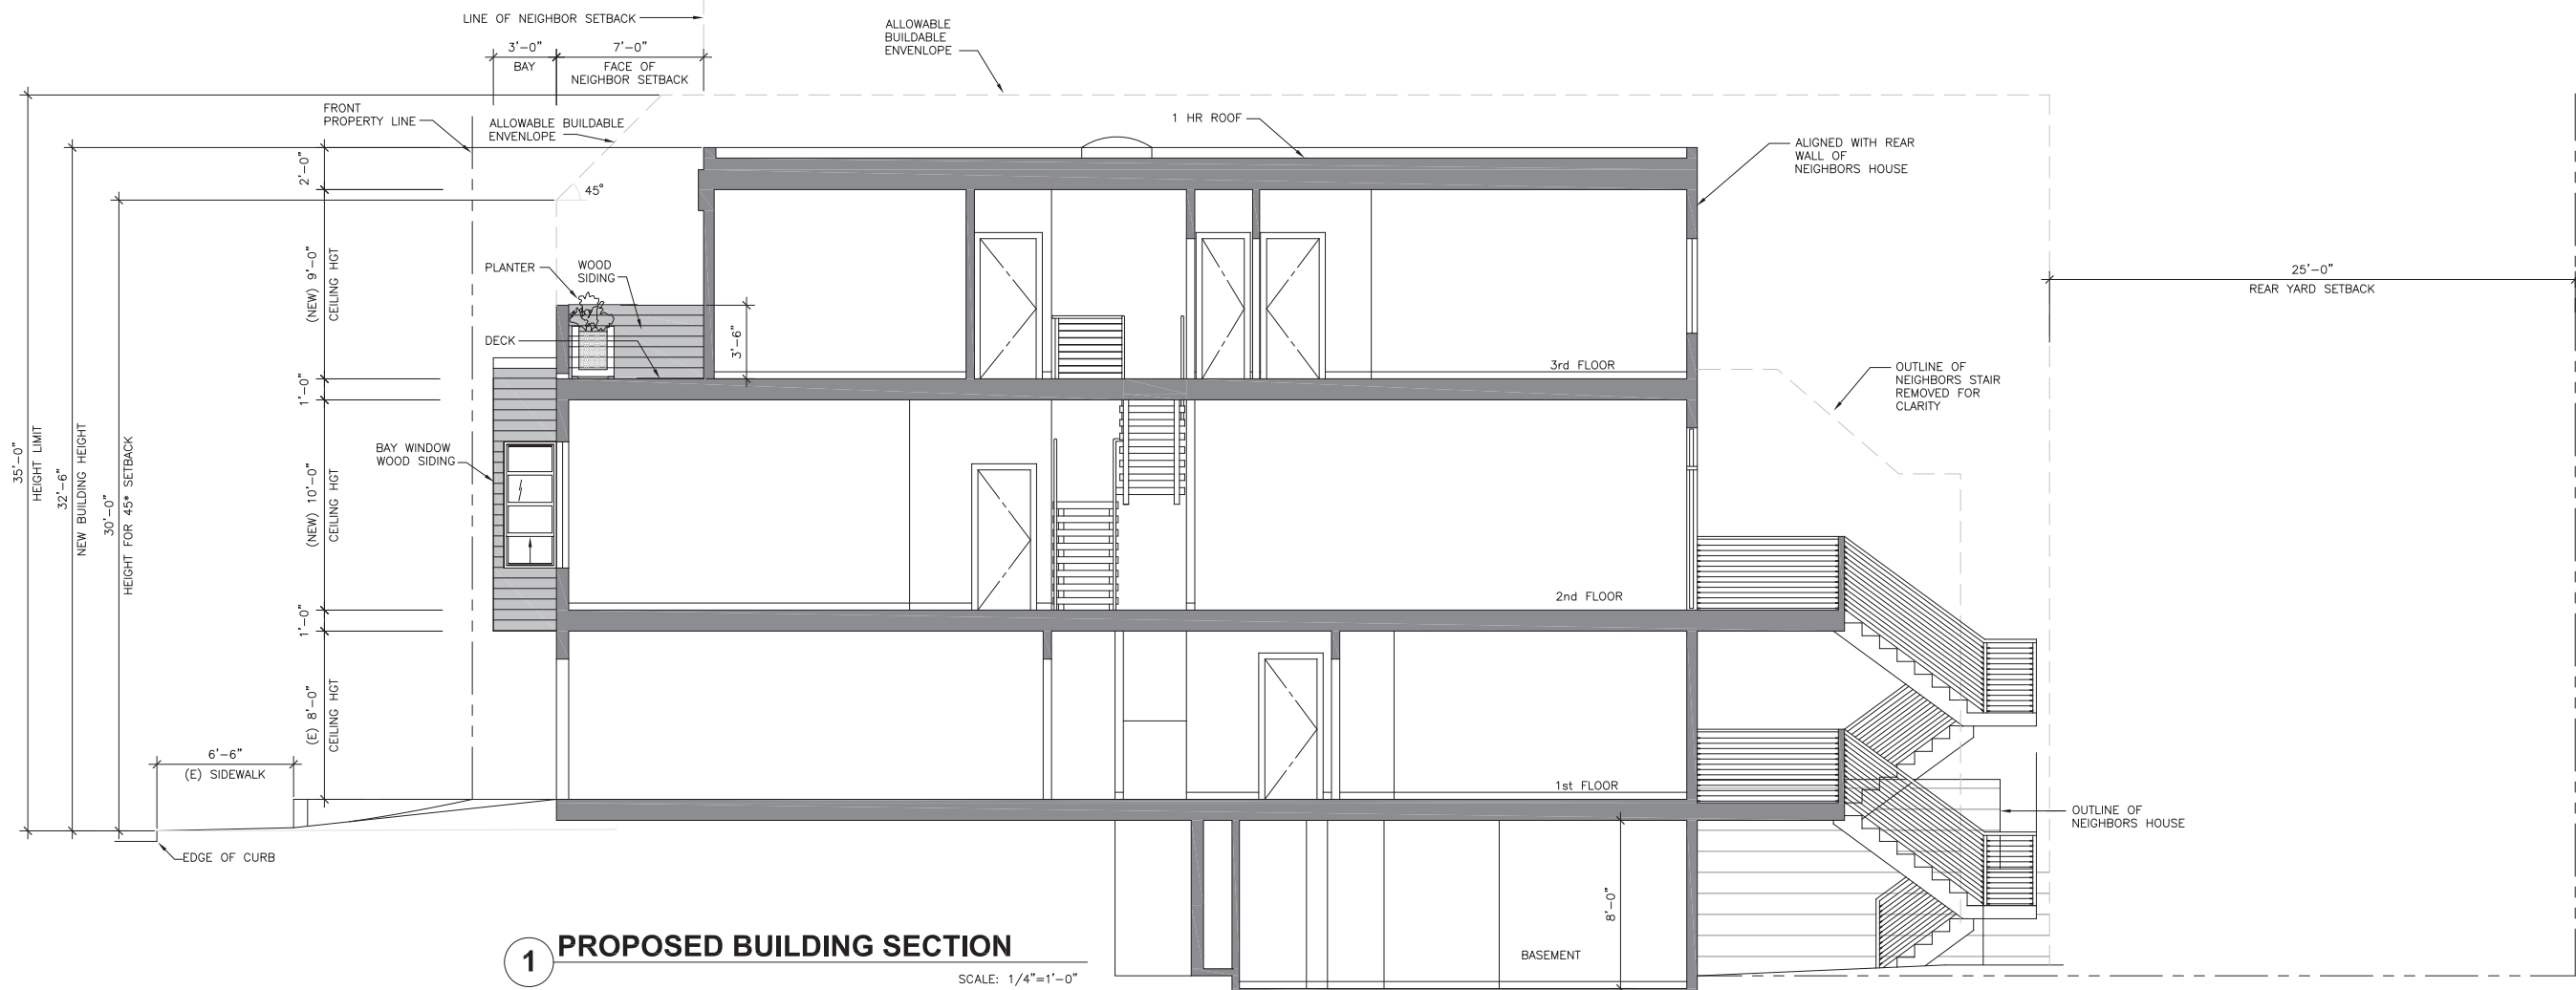 LINE OF NEIGHBOR SETBACK
ALLOWABLE
BUILDABLE
ENVENLOPE
3'-0"
BAY
7'-0"
FACE OF
NEIGHBOR SETBACK
FRONT
PROPERTY LINE
ALLOWABLE BUILDABLE
ENVENLOPE
1 HR ROOF
ALIGNED WITH REAR
WALL OF
NEIGHBORS HOUSE
45°
2'-0"
(NEW) 9'-0"
CEILING HGT
PLANTER
WOOD
SIDING
DECK
3'-6"
3rd FLOOR
25'-0"
REAR YARD SETBACK
OUTLINE OF
NEIGHBORS STAIR
REMOVED FOR
CLARITY
1'-0"
35'-0"
HEIGHT LIMIT
32'-6"
NEW BUILDING HEIGHT
30'-0"
HEIGHT FOR 45° SETBACK
BAY WINDOW
WOOD SIDING
(NEW) 10'-0"
CEILING HGT
2nd FLOOR
1'-0"
(E) 8'-0"
CEILING HGT
6'-6"
(E) SIDEWALK
1st FLOOR
EDGE OF CURB
OUTLINE OF
NEIGHBORS HOUSE
8'-0"
BASEMENT
1 PROPOSED BUILDING SECTION
SCALE: 1/4"=1'-0"